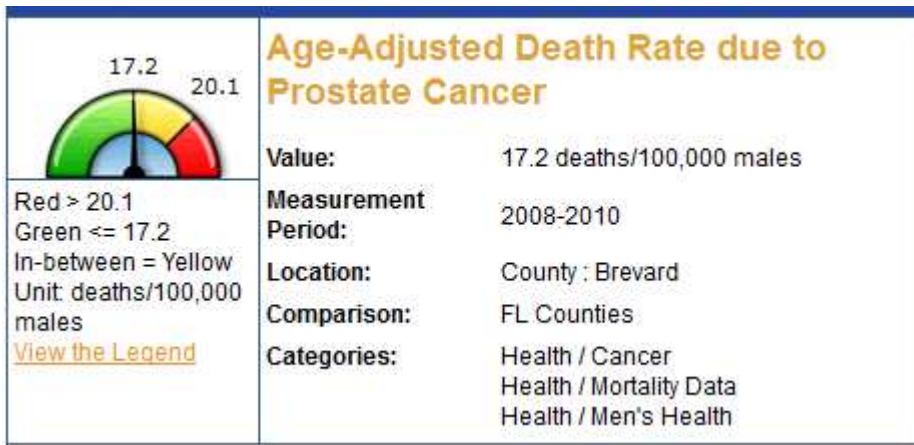 17.2
20.1
Red > 20.1
Green <= 17.2
In-between = Yellow
Unit: deaths/100,000
males
View the Legend
Age-Adjusted Death Rate due to
Prostate Cancer
Value: 17.2 deaths/100,000 males
Measurement
Period: 2008-2010
Location: County : Brevard
Comparison: FL Counties
Categories: Health / Cancer
Health / Mortality Data
Health / Men's Health